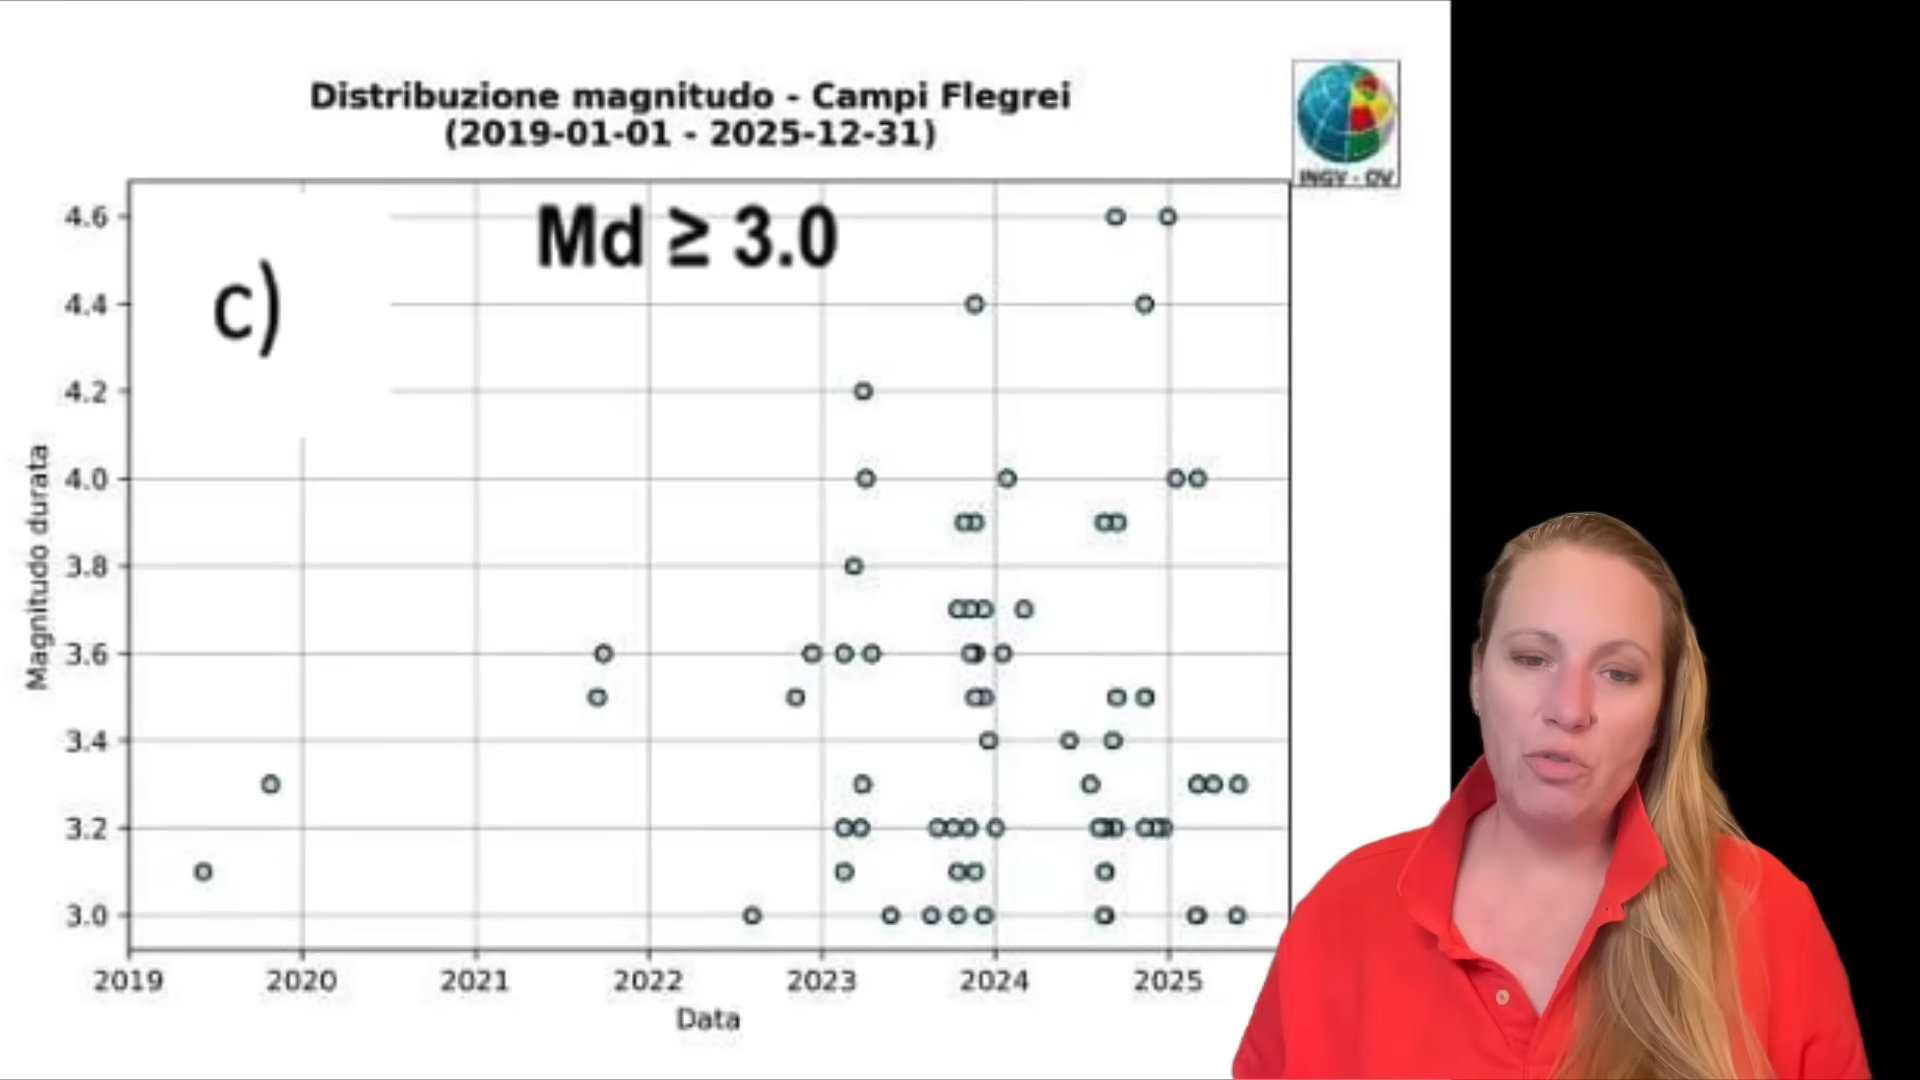 Distribuzione magnitudo - Campi Flegrei
(2019-01-01 - 2025-12-31)
INGV - OV
Md ≥ 3.0
c)
Magnitudo durata
4.6
4.4
4.2
4.0
3.8
3.6
3.4
3.2
3.0
2019 2020 2021 2022 2023 2024 2025
Data